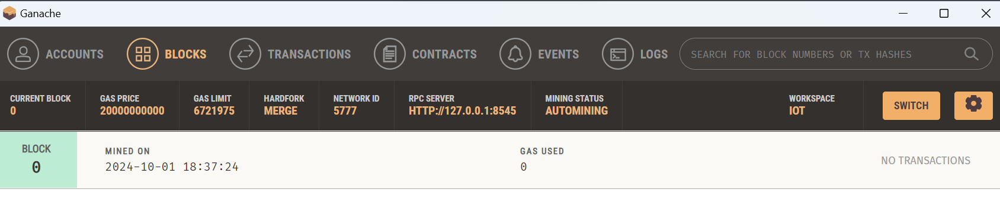 Ganache
ACCOUNTS
BLOCKS
TRANSACTIONS
CONTRACTS
EVENTS
LOGS
SEARCH FOR BLOCK NUMBERS OR TX HASHES
CURRENT BLOCK
0
GAS PRICE
20000000000
GAS LIMIT
6721975
HARDFORK
MERGE
NETWORK ID
5777
RPC SERVER
HTTP://127.0.0.1:8545
MINING STATUS
AUTOMINING
WORKSPACE
IOT
SWITCH
BLOCK
0
MINED ON
2024-10-01 18:37:24
GAS USED
0
NO TRANSACTIONS